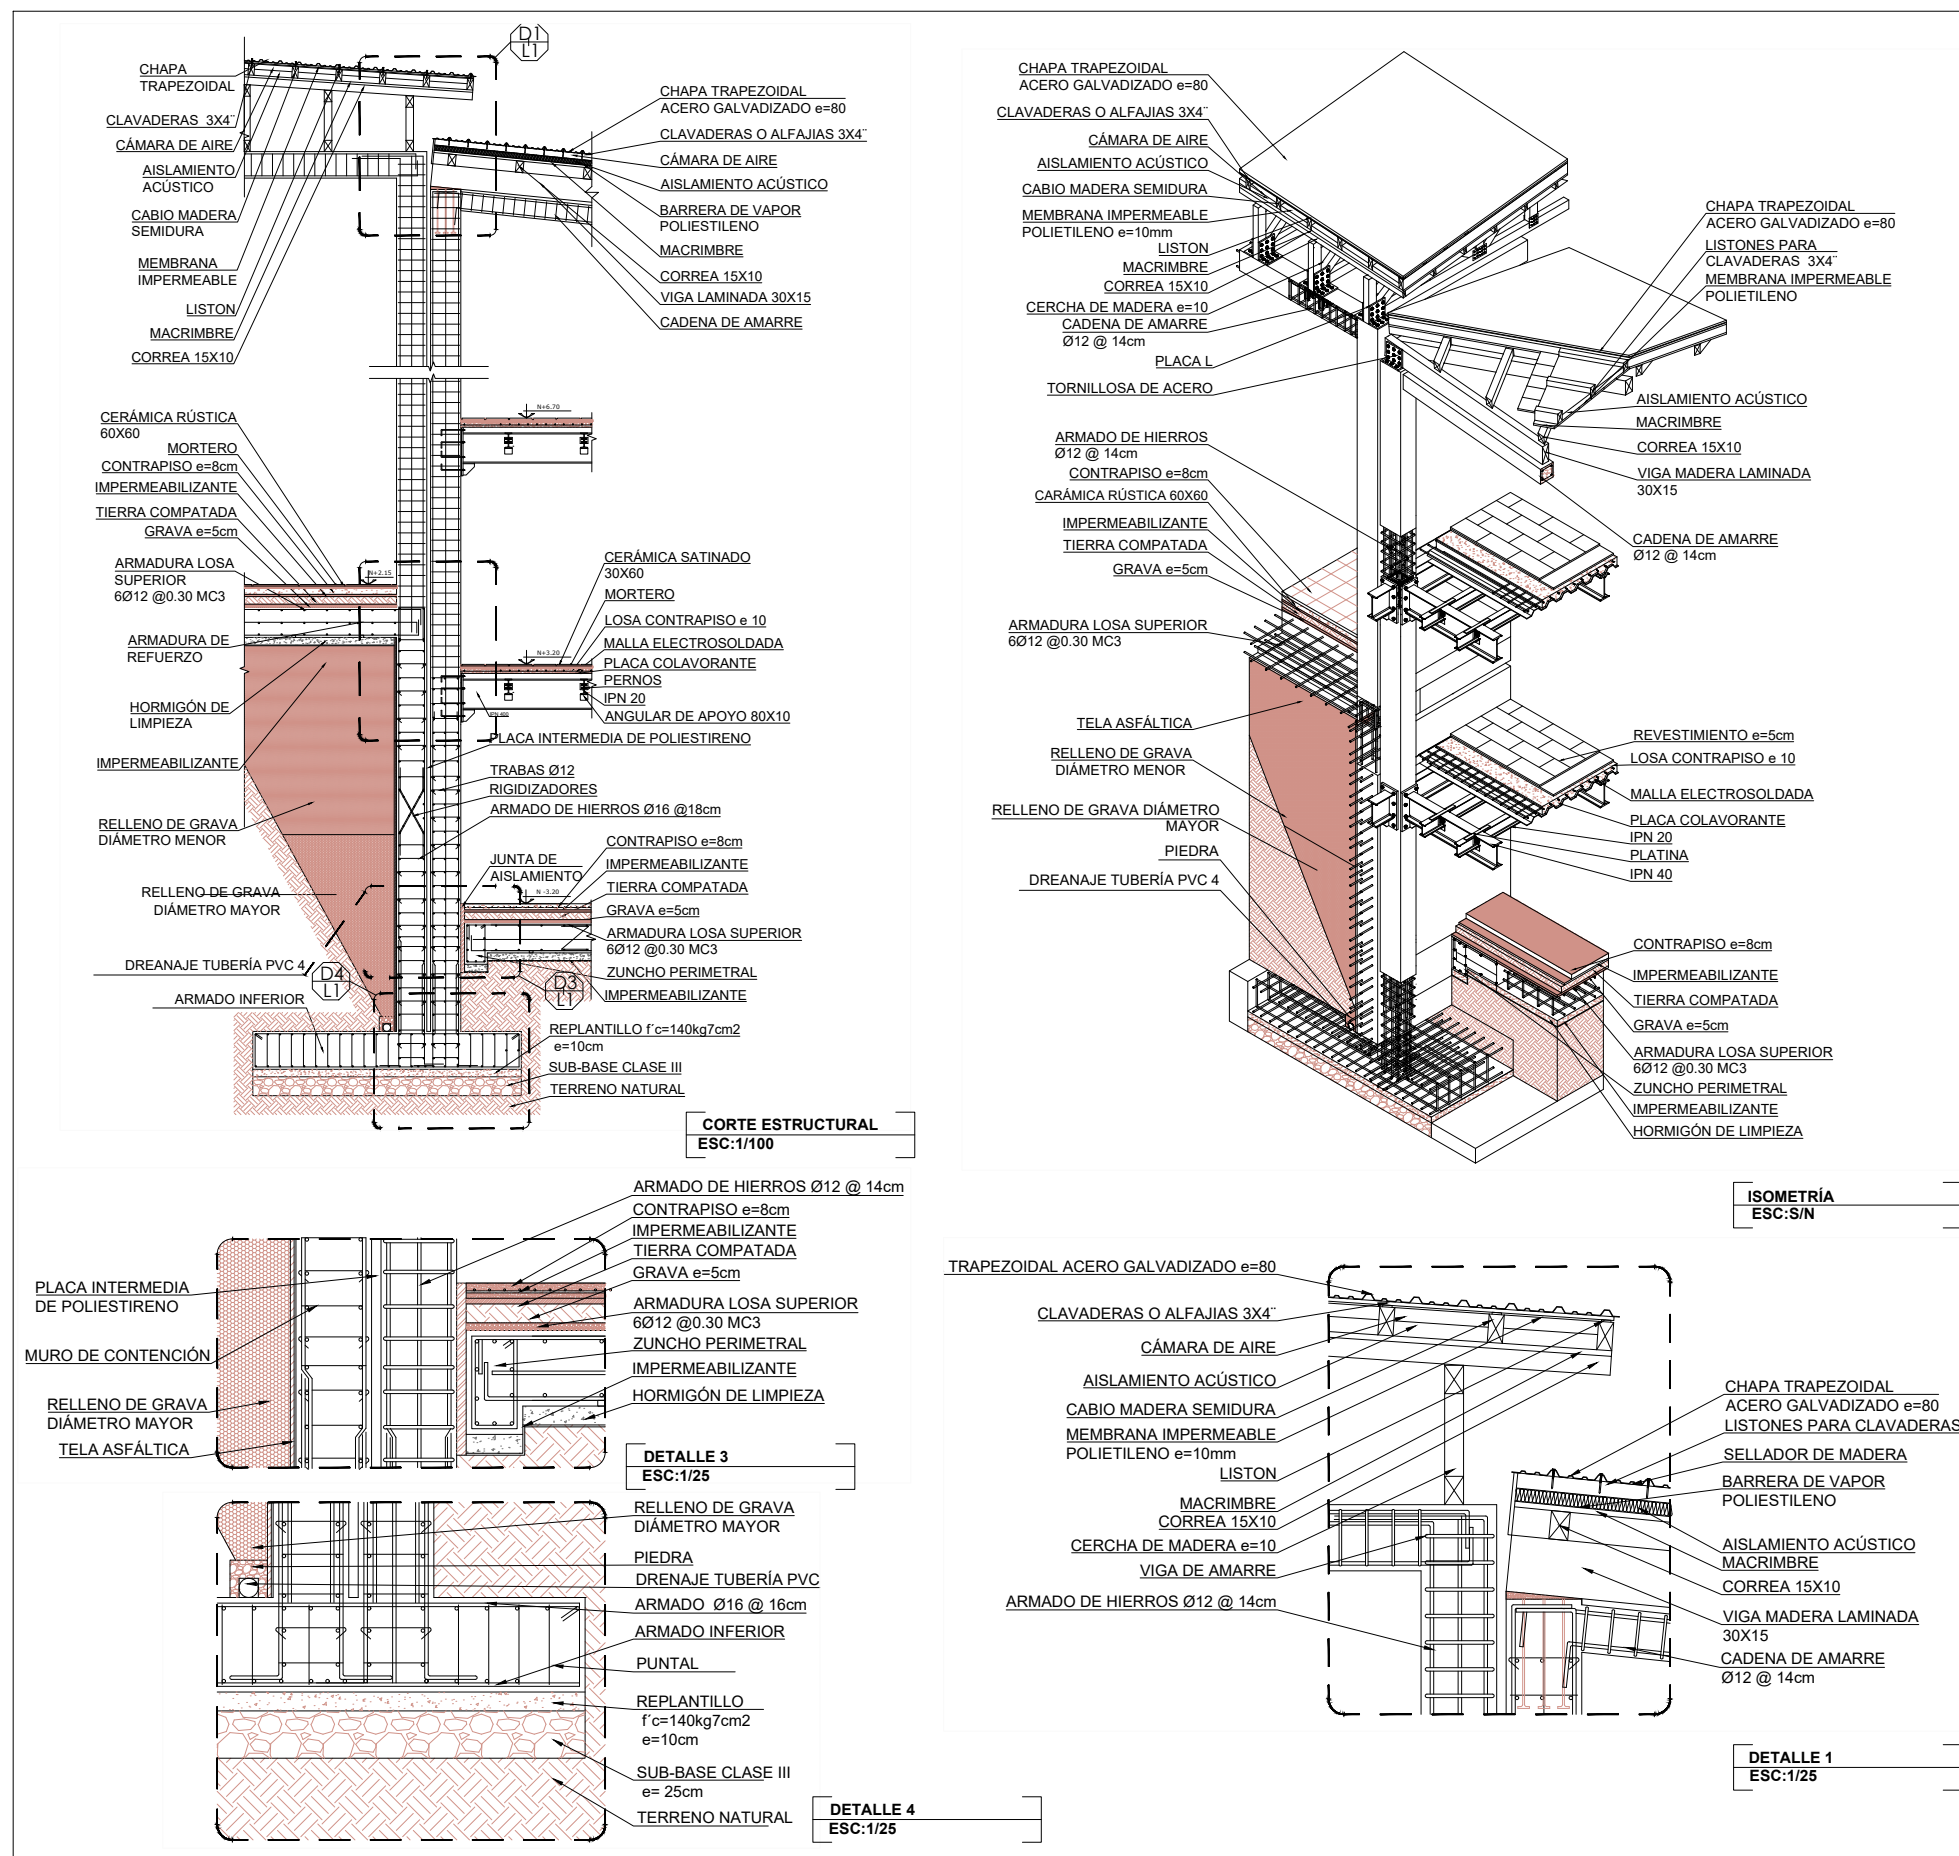 D1
L1
CHAPA
TRAPEZOIDAL
CLAVADERAS  3X4¨
CÁMARA DE AIRE
AISLAMIENTO
ACÚSTICO
CABIO MADERA
SEMIDURA
MEMBRANA
IMPERMEABLE
LISTON
MACRIMBRE
CORREA 15X10
CHAPA TRAPEZOIDAL
ACERO GALVADIZADO e=80
CLAVADERAS O ALFAJIAS 3X4¨
CÁMARA DE AIRE
AISLAMIENTO ACÚSTICO
BARRERA DE VAPOR
POLIESTILENO
MACRIMBRE
CORREA 15X10
VIGA LAMINADA 30X15
CADENA DE AMARRE
CERÁMICA RÚSTICA
60X60
MORTERO
CONTRAPISO e=8cm
IMPERMEABILIZANTE
TIERRA COMPATADA
GRAVA e=5cm
ARMADURA LOSA
SUPERIOR
6Ø12 @0.30 MC3
ARMADURA DE
REFUERZO
HORMIGÓN DE
LIMPIEZA
IMPERMEABILIZANTE
RELLENO DE GRAVA
DIÁMETRO MENOR
RELLENO DE GRAVA
DIÁMETRO MAYOR
DREANAJE TUBERÍA PVC 4
ARMADO INFERIOR
D4
L1
N+6.70
N+2.15
N+3.20
IPN 400
N -3.20
CERÁMICA SATINADO
30X60
MORTERO
LOSA CONTRAPISO e 10
MALLA ELECTROSOLDADA
PLACA COLAVORANTE
PERNOS
IPN 20
ANGULAR DE APOYO 80X10
PLACA INTERMEDIA DE POLIESTIRENO
TRABAS Ø12
RIGIDIZADORES
ARMADO DE HIERROS Ø16 @18cm
JUNTA DE
AISLAMIENTO
CONTRAPISO e=8cm
IMPERMEABILIZANTE
TIERRA COMPATADA
GRAVA e=5cm
ARMADURA LOSA SUPERIOR
6Ø12 @0.30 MC3
ZUNCHO PERIMETRAL
IMPERMEABILIZANTE
D3
L1
REPLANTILLO f´c=140kg7cm2
e=10cm
SUB-BASE CLASE III
TERRENO NATURAL
CORTE ESTRUCTURAL
ESC:1/100
CHAPA TRAPEZOIDAL
ACERO GALVADIZADO e=80
CLAVADERAS O ALFAJIAS 3X4¨
CÁMARA DE AIRE
AISLAMIENTO ACÚSTICO
CABIO MADERA SEMIDURA
MEMBRANA IMPERMEABLE
POLIETILENO e=10mm
LISTON
MACRIMBRE
CORREA 15X10
CERCHA DE MADERA e=10
CADENA DE AMARRE
Ø12 @ 14cm
PLACA L
TORNILLOSA DE ACERO
ARMADO DE HIERROS
Ø12 @ 14cm
CONTRAPISO e=8cm
CARÁMICA RÚSTICA 60X60
IMPERMEABILIZANTE
TIERRA COMPATADA
GRAVA e=5cm
ARMADURA LOSA SUPERIOR
6Ø12 @0.30 MC3
TELA ASFÁLTICA
RELLENO DE GRAVA
DIÁMETRO MENOR
RELLENO DE GRAVA DIÁMETRO
MAYOR
PIEDRA
DREANAJE TUBERÍA PVC 4
CHAPA TRAPEZOIDAL
ACERO GALVADIZADO e=80
LISTONES PARA
CLAVADERAS  3X4¨
MEMBRANA IMPERMEABLE
POLIETILENO
AISLAMIENTO ACÚSTICO
MACRIMBRE
CORREA 15X10
VIGA MADERA LAMINADA
30X15
CADENA DE AMARRE
Ø12 @ 14cm
REVESTIMIENTO e=5cm
LOSA CONTRAPISO e 10
MALLA ELECTROSOLDADA
PLACA COLAVORANTE
IPN 20
PLATINA
IPN 40
CONTRAPISO e=8cm
IMPERMEABILIZANTE
TIERRA COMPATADA
GRAVA e=5cm
ARMADURA LOSA SUPERIOR
6Ø12 @0.30 MC3
ZUNCHO PERIMETRAL
IMPERMEABILIZANTE
HORMIGÓN DE LIMPIEZA
ISOMETRÍA
ESC:S/N
PLACA INTERMEDIA
DE POLIESTIRENO
MURO DE CONTENCIÓN
RELLENO DE GRAVA
DIÁMETRO MAYOR
TELA ASFÁLTICA
ARMADO DE HIERROS Ø12 @ 14cm
CONTRAPISO e=8cm
IMPERMEABILIZANTE
TIERRA COMPATADA
GRAVA e=5cm
ARMADURA LOSA SUPERIOR
6Ø12 @0.30 MC3
ZUNCHO PERIMETRAL
IMPERMEABILIZANTE
HORMIGÓN DE LIMPIEZA
DETALLE 3
ESC:1/25
RELLENO DE GRAVA
DIÁMETRO MAYOR
PIEDRA
DRENAJE TUBERÍA PVC
ARMADO  Ø16 @ 16cm
ARMADO INFERIOR
PUNTAL
REPLANTILLO
f´c=140kg7cm2
e=10cm
SUB-BASE CLASE III
e= 25cm
TERRENO NATURAL
DETALLE 4
ESC:1/25
TRAPEZOIDAL ACERO GALVADIZADO e=80
CLAVADERAS O ALFAJIAS 3X4¨
CÁMARA DE AIRE
AISLAMIENTO ACÚSTICO
CABIO MADERA SEMIDURA
MEMBRANA IMPERMEABLE
POLIETILENO e=10mm
LISTON
MACRIMBRE
CORREA 15X10
CERCHA DE MADERA e=10
VIGA DE AMARRE
ARMADO DE HIERROS Ø12 @ 14cm
CHAPA TRAPEZOIDAL
ACERO GALVADIZADO e=80
LISTONES PARA CLAVADERAS
SELLADOR DE MADERA
BARRERA DE VAPOR
POLIESTILENO
AISLAMIENTO ACÚSTICO
MACRIMBRE
CORREA 15X10
VIGA MADERA LAMINADA
30X15
CADENA DE AMARRE
Ø12 @ 14cm
DETALLE 1
ESC:1/25